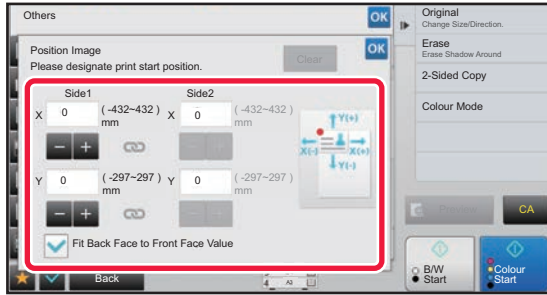 Others
OK
Position Image
Please designate print start position.
Clear
OK
Side1
Side2
X
0
( -432~432 )
mm
X
0
( -432~432 )
mm
Y(+)
X(-)
X(+)
Y(-)
Y
0
( -297~297 )
mm
Y
0
( -297~297 )
mm
Fit Back Face to Front Face Value
Back
4
A3
Original
Change Size/Direction.
Erase
Erase Shadow Around
2-Sided Copy
Colour Mode
CA
B/W
Start
Colour
Start